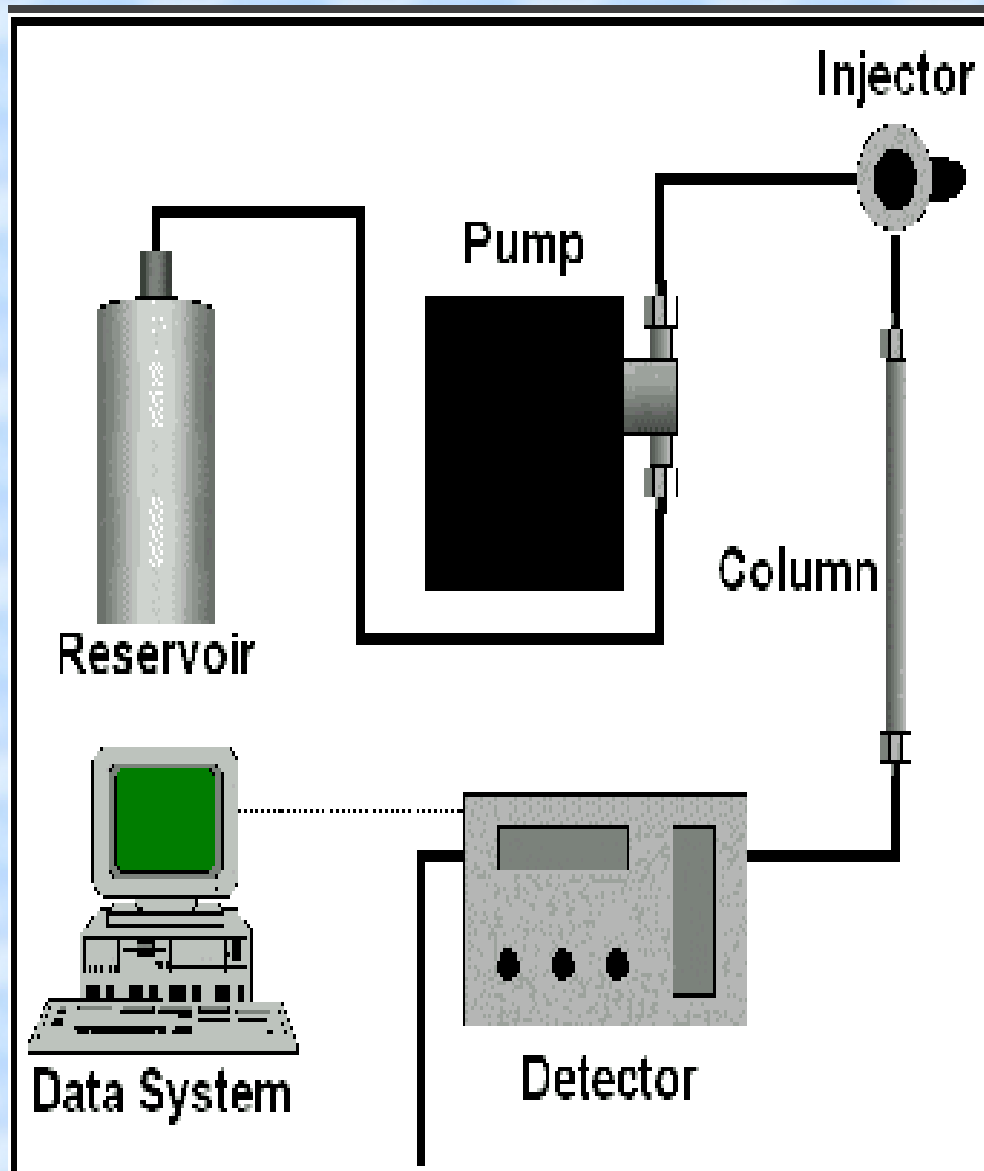 Injector
Pump
Column
Reservoir
Data System
Detector